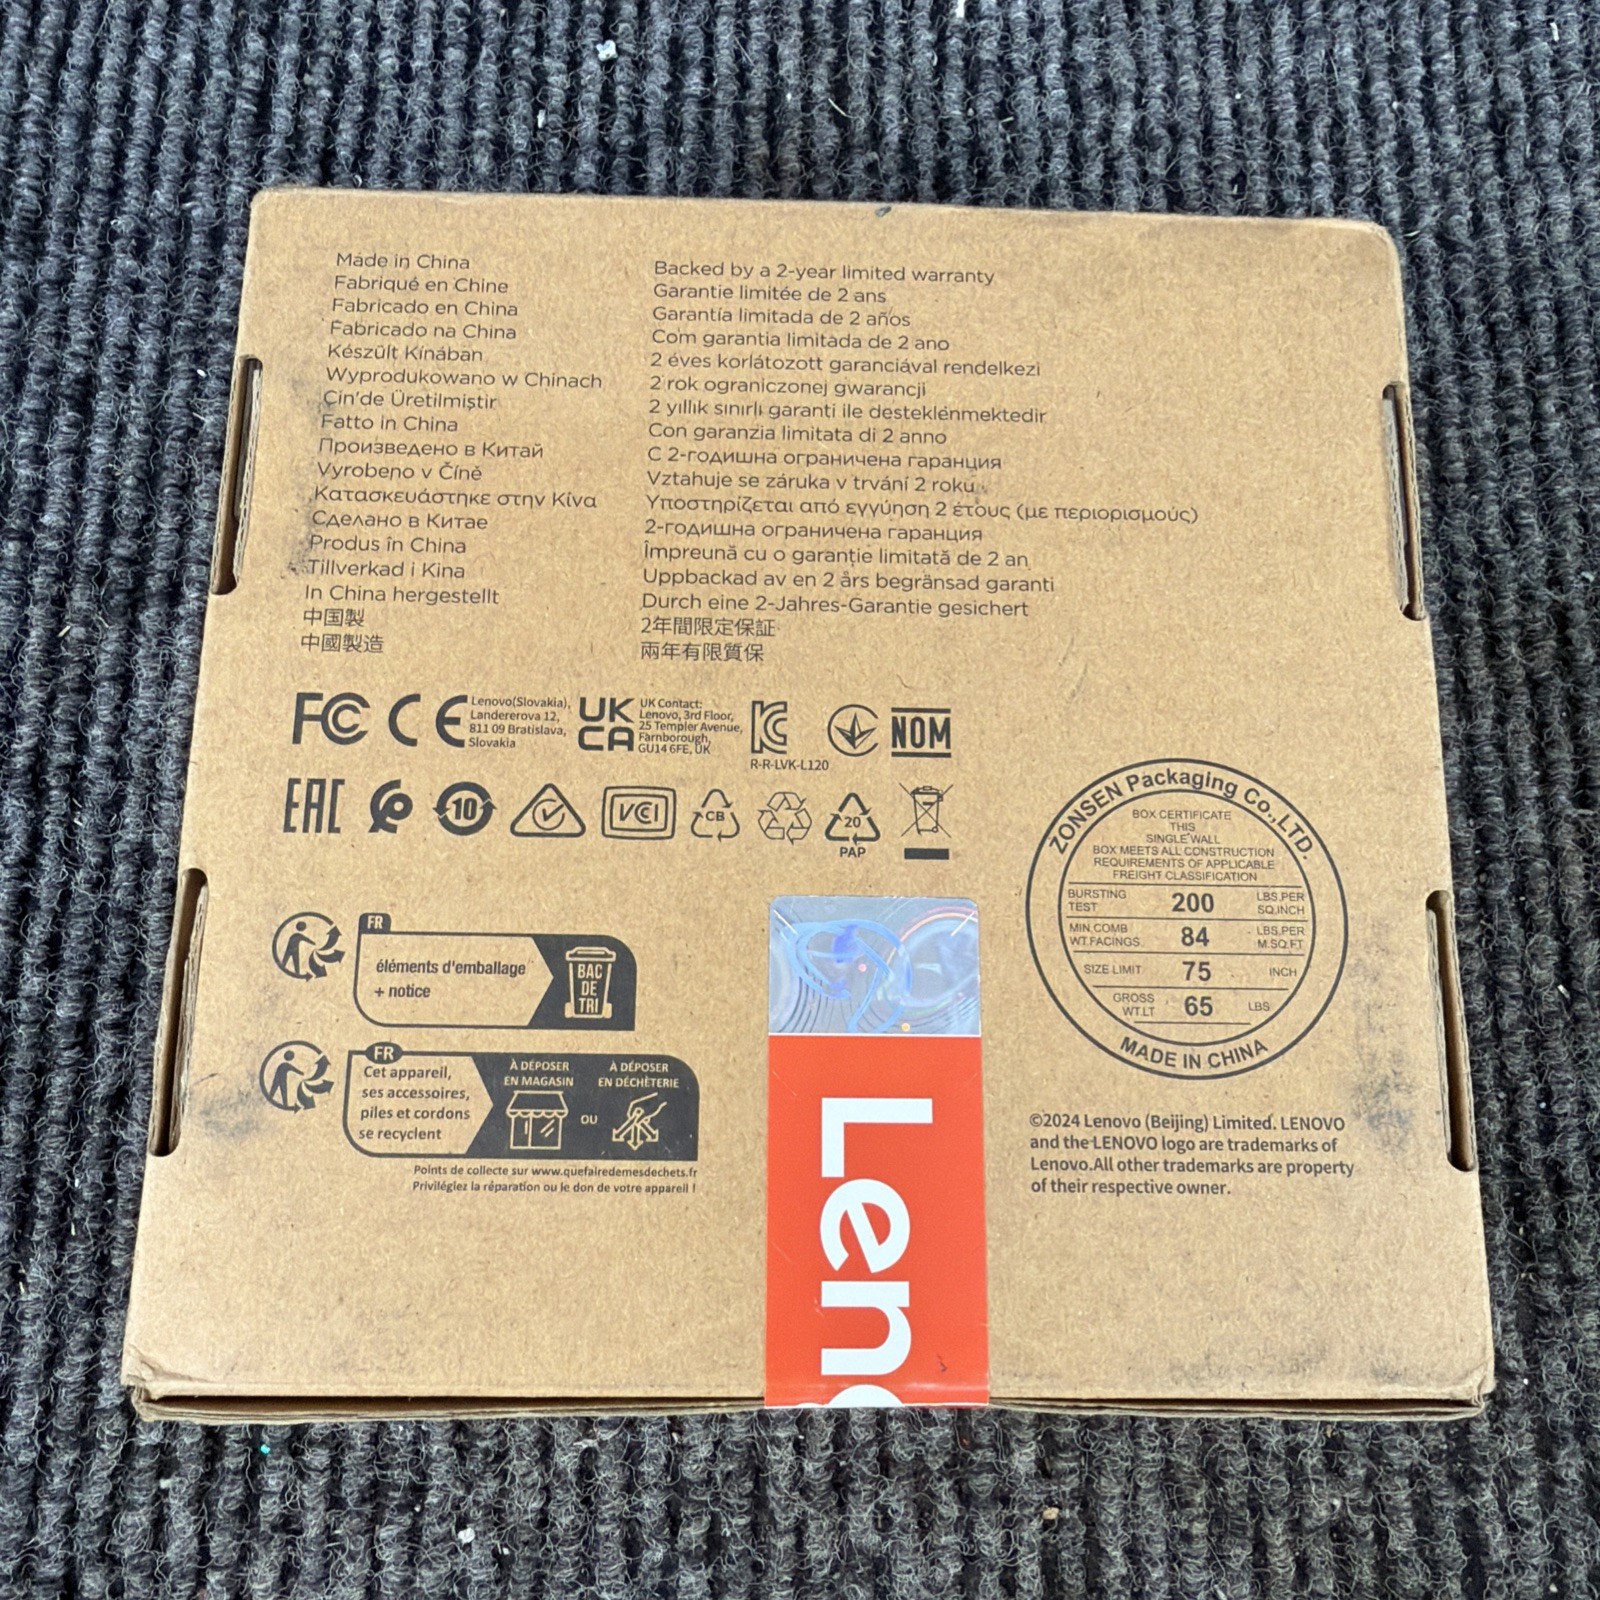 Made in China
Fabriqué en Chine
Fabricado en China
Fabricado na China
Készült Kínában
Wyprodukowano w Chinach
Çin'de Üretilmiştir
Fatto in China
Произведено в Китай
Vyrobeno v Číně
Κατασκευάστηκε στην Κίνα
Сделано в Китае
Produs în China
Tillverkad i Kina
In China hergestellt
中国製
中國製造
Backed by a 2-year limited warranty
Garantie limitée de 2 ans
Garantía limitada de 2 años
Com garantia limitada de 2 ano
2 éves korlátozott garanciával rendelkezi
2 rok ograniczonej gwarancji
2 yıllık sınırlı garanti ile desteklenmektedir
Con garanzia limitata di 2 anno
С 2-годишна ограничена гаранция
Vztahuje se záruka v trvání 2 roku
Υποστηρίζεται από εγγύηση 2 έτους (με περιορισμούς)
2-годишна ограничена гаранция
Împreună cu o garanție limitată de 2 an
Uppbackad av en 2 års begränsad garanti
Durch eine 2-Jahres-Garantie gesichert
2年間限定保証
兩年有限質保
FC CE
Lenovo(Slovakia),
Landererova 12,
811 09 Bratislava,
Slovakia
UK
CA
UK Contact:
Lenovo, 3rd Floor,
25 Templer Avenue,
Farnborough,
GU14 6FE, UK
R-R-LVK-L120
NOM
EAC
10
VCCI
CB
20
PAP
FR
éléments d'emballage
+ notice
BAC
DE
TRI
FR
Cet appareil,
ses accessoires,
piles et cordons
se recyclent
À DÉPOSER
EN MAGASIN
OU
À DÉPOSER
EN DÉCHÈTERIE
Points de collecte sur www.quefairedemesdechets.fr
Privilégiez la réparation ou le don de votre appareil !
ZONSEN Packaging Co.,LTD.
BOX CERTIFICATE
THIS
SINGLE WALL
BOX MEETS ALL CONSTRUCTION
REQUIREMENTS OF APPLICABLE
FREIGHT CLASSIFICATION
BURSTING TEST 200 LBS.PER SQ.INCH
MIN.COMB WT.FACINGS 84 LBS.PER M.SQ.FT
SIZE LIMIT 75 INCH
GROSS WT.LT 65 LBS
MADE IN CHINA
©2024 Lenovo (Beijing) Limited. LENOVO
and the LENOVO logo are trademarks of
Lenovo.All other trademarks are property
of their respective owner.
Leno